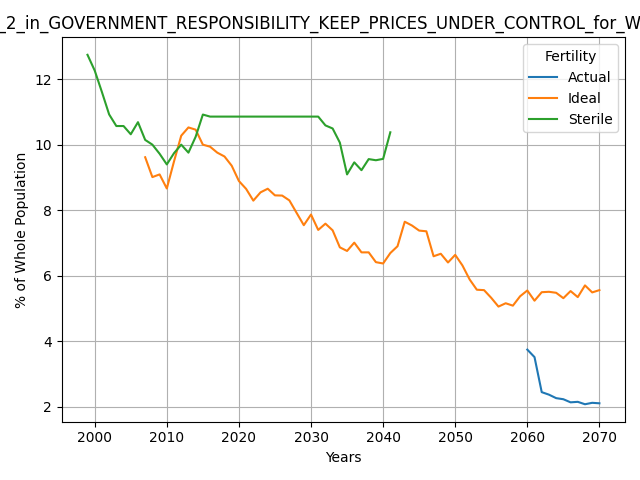 _2_in_GOVERNMENT_RESPONSIBILITY_KEEP_PRICES_UNDER_CONTROL_for_W
Fertility
Actual
Ideal
Sterile
% of Whole Population
12
10
8
6
4
2
2000 2010 2020 2030 2040 2050 2060 2070
Years